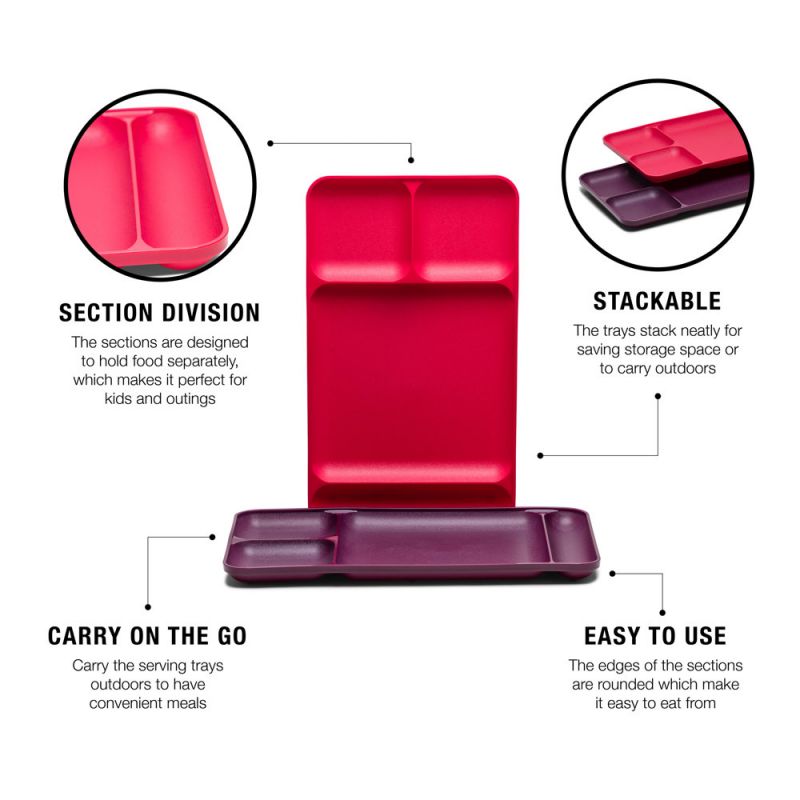 SECTION DIVISION
The sections are designed
to hold food separately,
which makes it perfect for
kids and outings
STACKABLE
The trays stack neatly for
saving storage space or
to carry outdoors
CARRY ON THE GO
Carry the serving trays
outdoors to have
convenient meals
EASY TO USE
The edges of the sections
are rounded which make
it easy to eat from